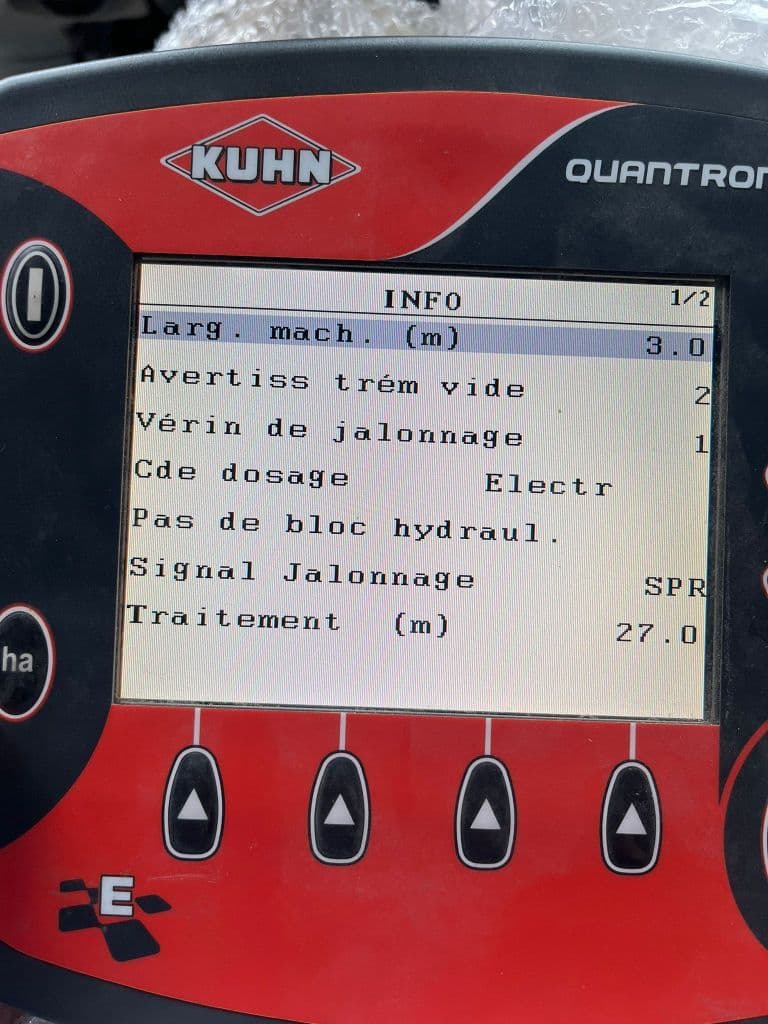 KUHN
QUANTRON
INFO 1/2
Larg. mach. (m) 3.0
Avertiss trém vide 2
Vérin de jalonnage 1
Cde dosage Electr
Pas de bloc hydraul.
Signal Jalonnage SPR
Traitement (m) 27.0
ha
E